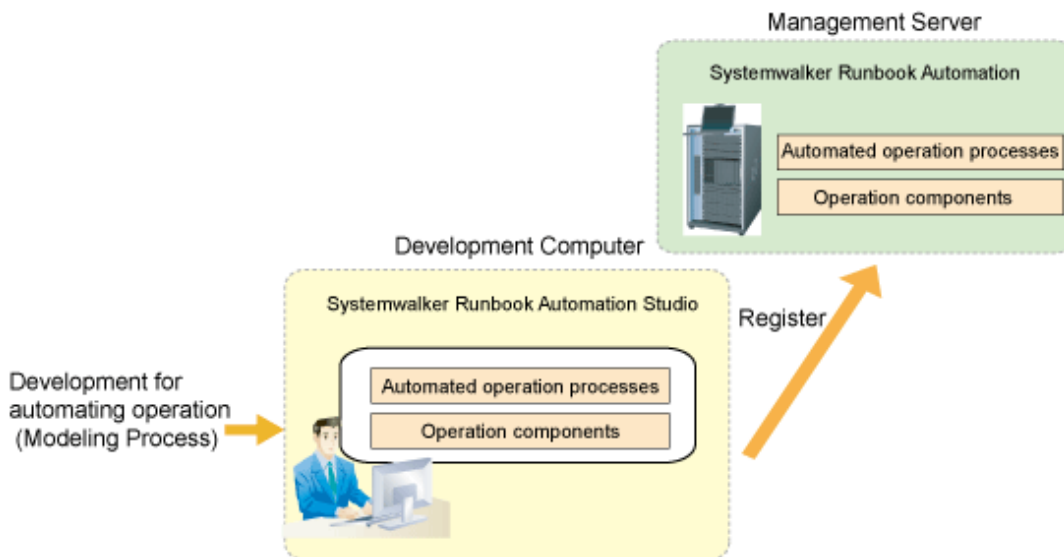 Management Server
Systemwalker Runbook Automation
Automated operation processes
Operation components
Development Computer
Systemwalker Runbook Automation Studio
Register
Automated operation processes
Operation components
Development for
automating operation
(Modeling Process)